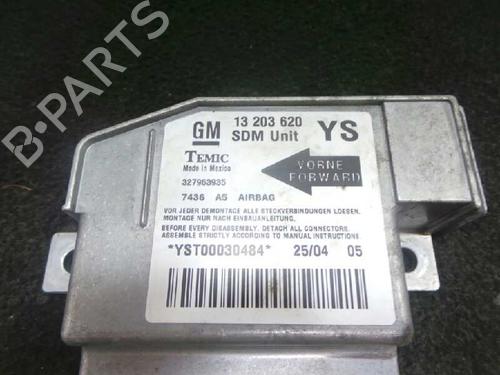 B-PARTS
GM 13 203 620 YS
SDM Unit
TEMIC
Made in Mexico
VORNE
FORWARD
327963935
7436 A5 AIRBAG
VOR JEDER DEMONTAGE ALLE STECKVERBINDUNGEN LOESEN.
MONTAGE NUR NACH EINBAUANLEITUNG.
BEFORE EVERY DISASSEMBLY, DETACH ALL CONNECTORS.
ASSEMBLE STRICTLY ACCORDING TO MANUAL INSTRUCTIONS.
*YST00030484* 25/04 05